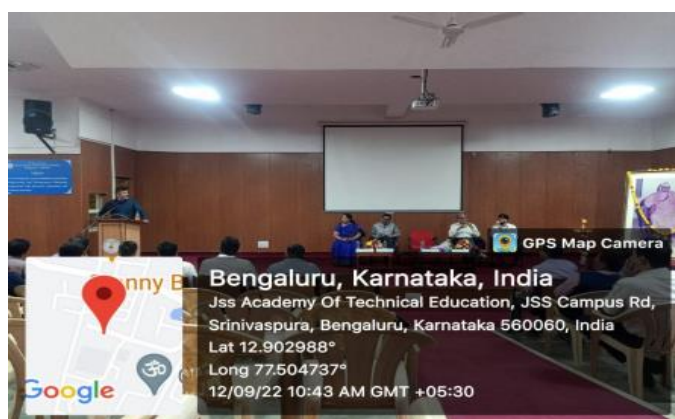 GPS Map Camera
nny B
Bengaluru, Karnataka, India
Jss Academy Of Technical Education, JSS Campus Rd,
Srinivaspura, Bengaluru, Karnataka 560060, India
Lat 12.902988°
Long 77.504737°
12/09/22 10:43 AM GMT +05:30
Google